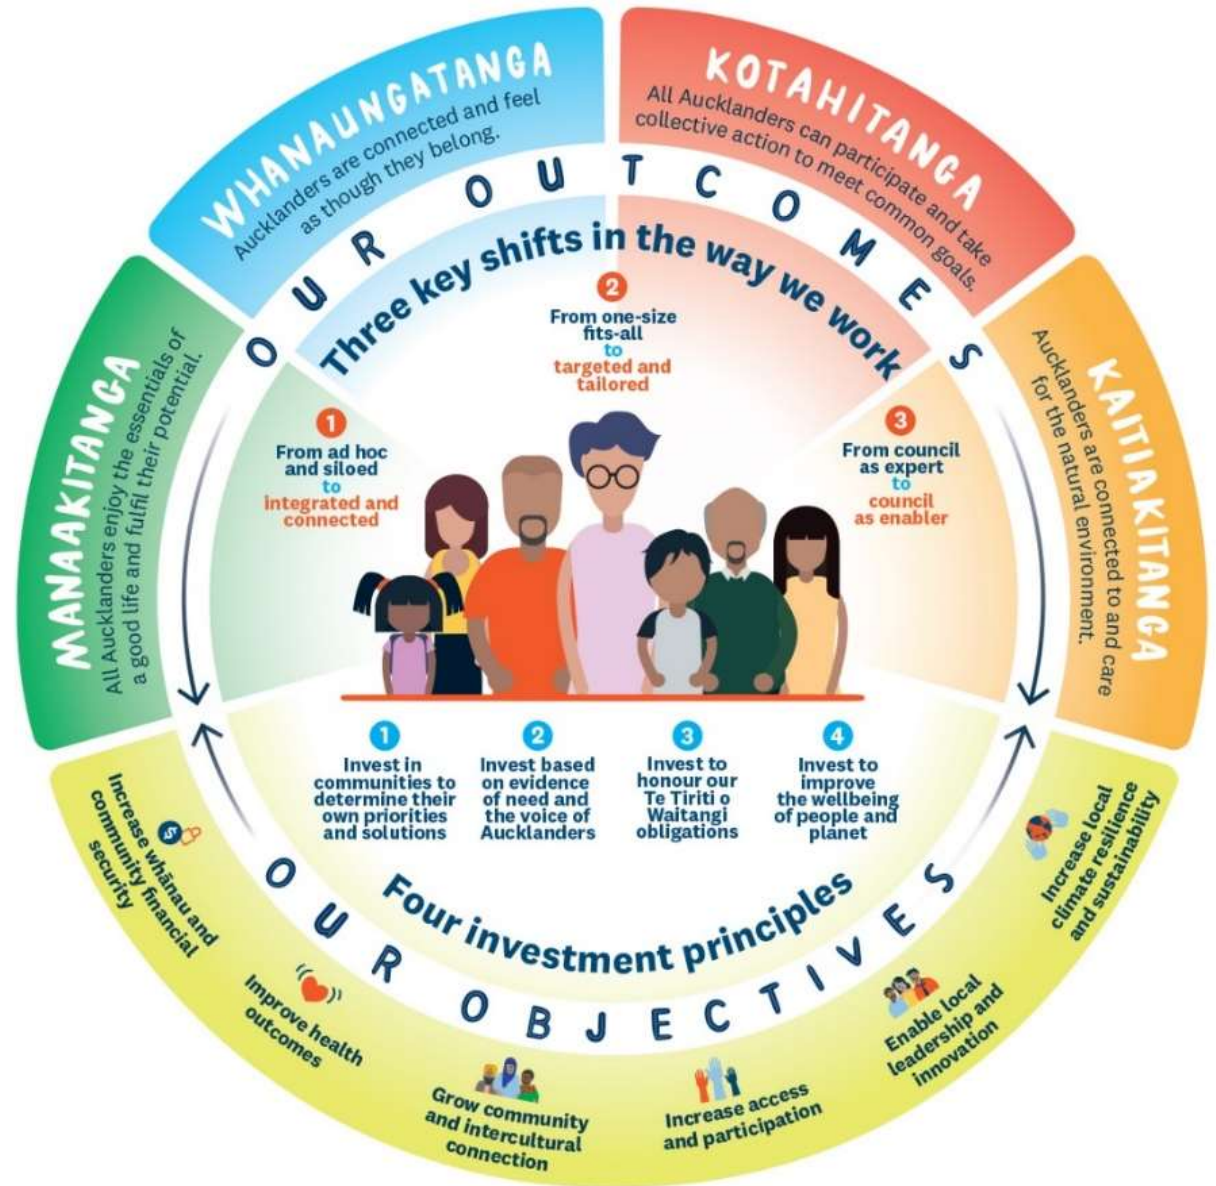 MANAAKITANGA
All Aucklanders enjoy the essentials of
a good life and fulfil their potential.
WHANAUNGATANGA
Aucklanders are connected and feel
as though they belong.
KOTAHITANGA
All Aucklanders can participate and take
collective action to meet common goals.
KAITIAKITANGA
Aucklanders are connected to and care
for the natural environment.
OUR OUTCOMES
Three key shifts in the way we work
1
From ad hoc
and siloed
to
integrated and
connected
2
From one-size
fits-all
to
targeted and
tailored
3
From council
as expert
to
council
as enabler
1
Invest in
communities to
determine their
own priorities
and solutions
2
Invest based
on evidence
of need and
the voice of
Aucklanders
3
Invest to
honour our
Te Tiriti o
Waitangi
obligations
4
Invest to
improve
the wellbeing
of people and
planet
Four investment principles
OUR OBJECTIVES
$
Increase whānau and
community financial
security
Improve health
outcomes
Grow community
and intercultural
connection
Increase access
and participation
Enable local
leadership and
innovation
Increase local
climate resilience
and sustainability